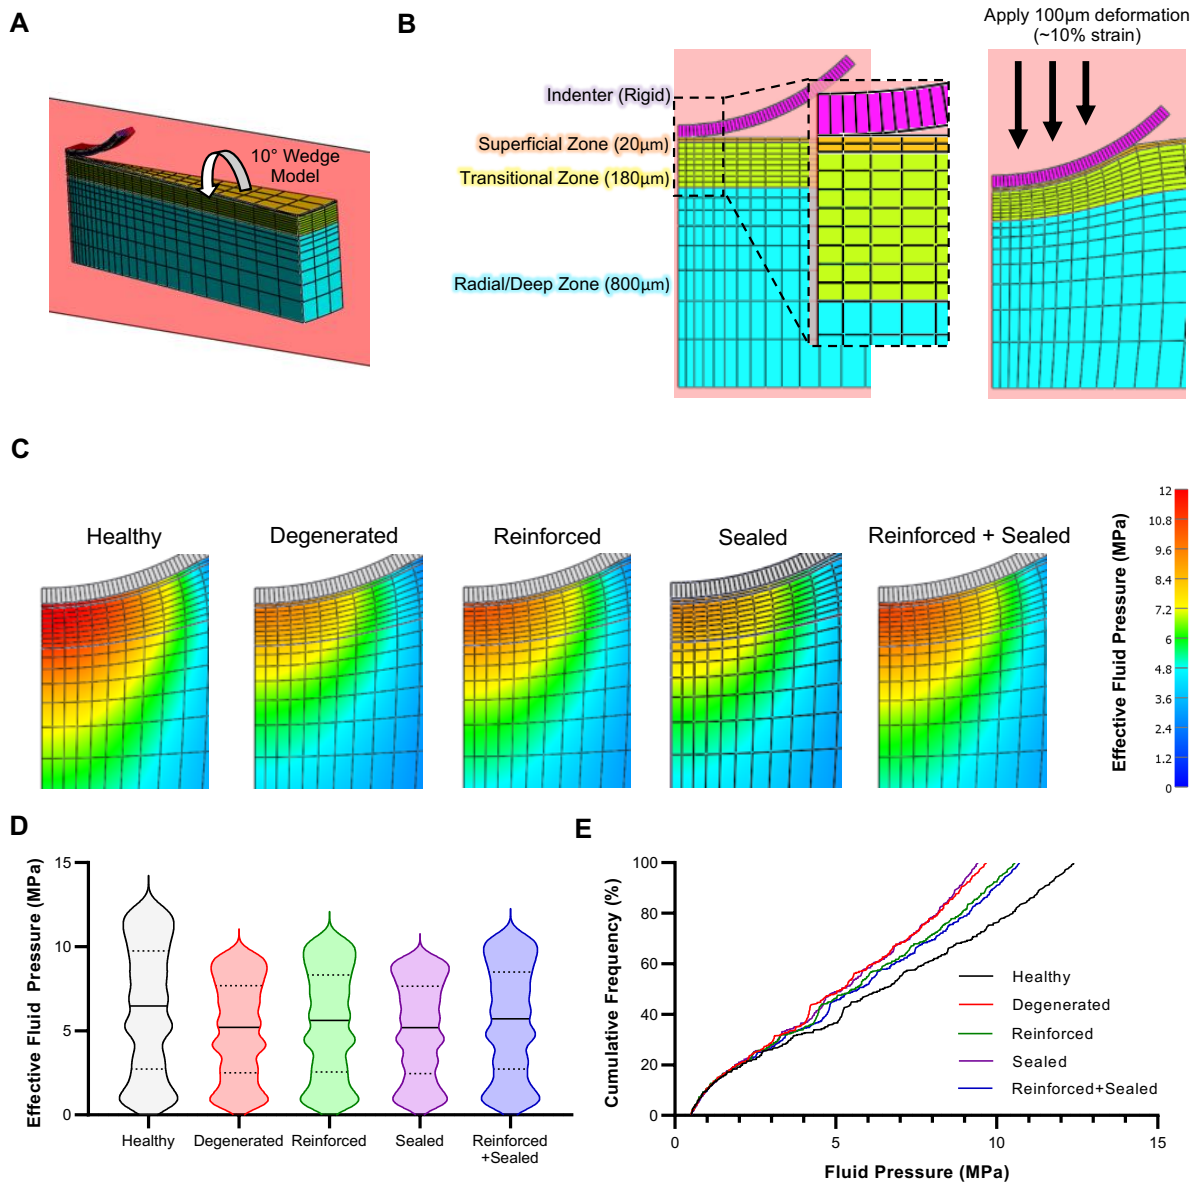 A
10° Wedge
Model
B
Apply 100µm deformation
(~10% strain)
Indenter (Rigid)
Superficial Zone (20µm)
Transitional Zone (180µm)
Radial/Deep Zone (800µm)
C
Healthy
Degenerated
Reinforced
Sealed
Reinforced + Sealed
Effective Fluid Pressure (MPa)
12
10.8
9.6
8.4
7.2
6
4.8
3.6
2.4
1.2
0
D
Effective Fluid Pressure (MPa)
15
10
5
0
Healthy
Degenerated
Reinforced
Sealed
Reinforced
+Sealed
E
Cumulative Frequency (%)
100
80
60
40
20
0
0
5
10
15
Fluid Pressure (MPa)
Healthy
Degenerated
Reinforced
Sealed
Reinforced+Sealed